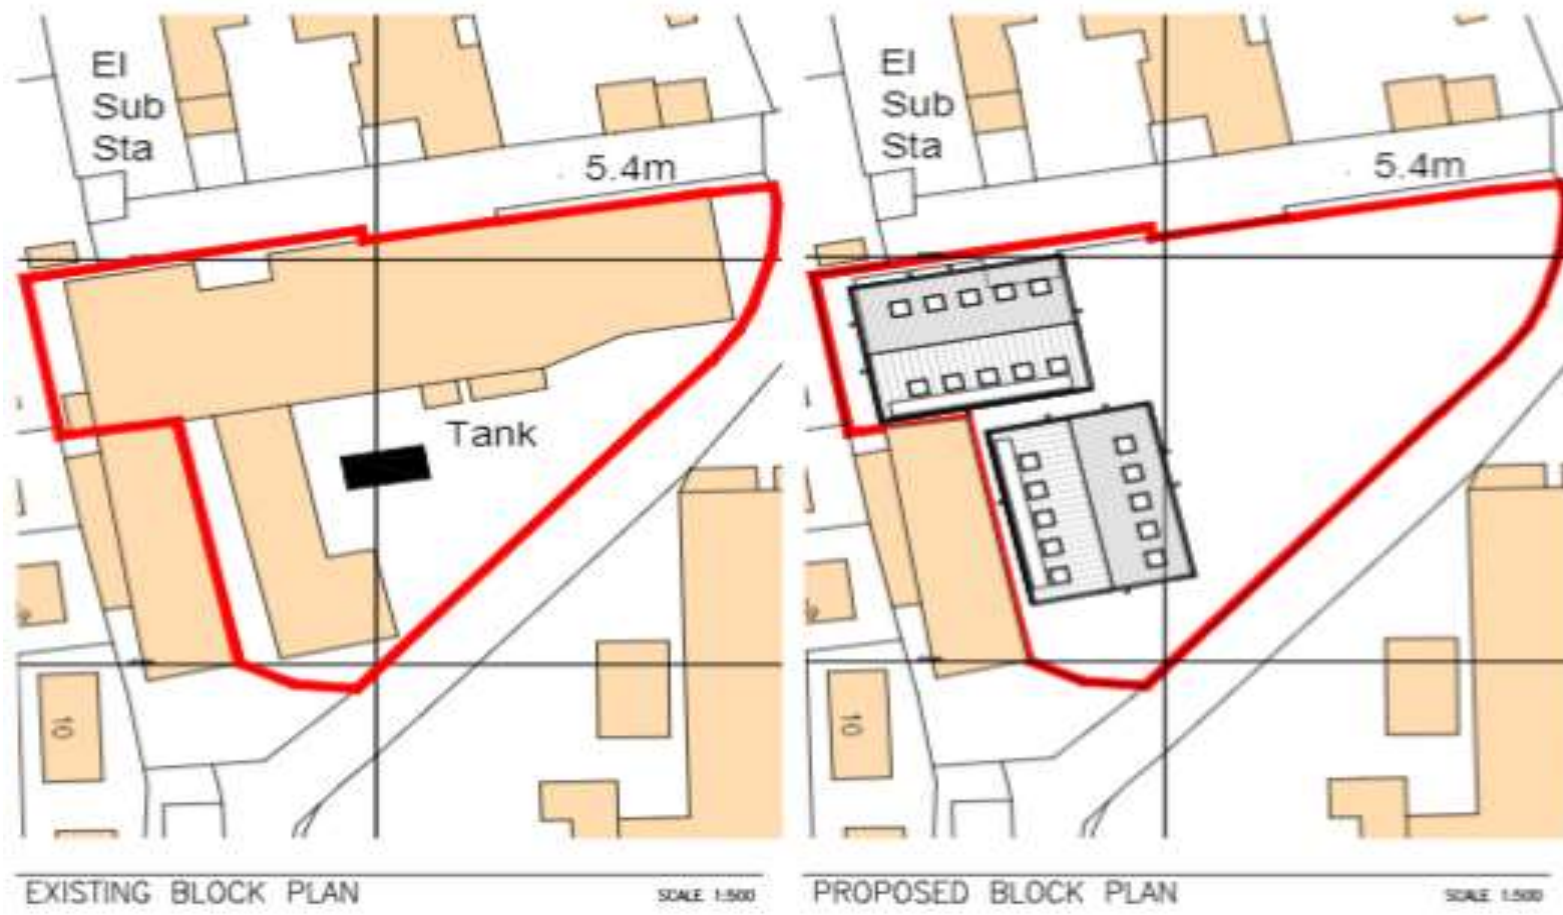 El
Sub
Sta
5.4m
Tank
10
EXISTING BLOCK PLAN
SCALE 1:500
El
Sub
Sta
5.4m
10
PROPOSED BLOCK PLAN
SCALE 1:500